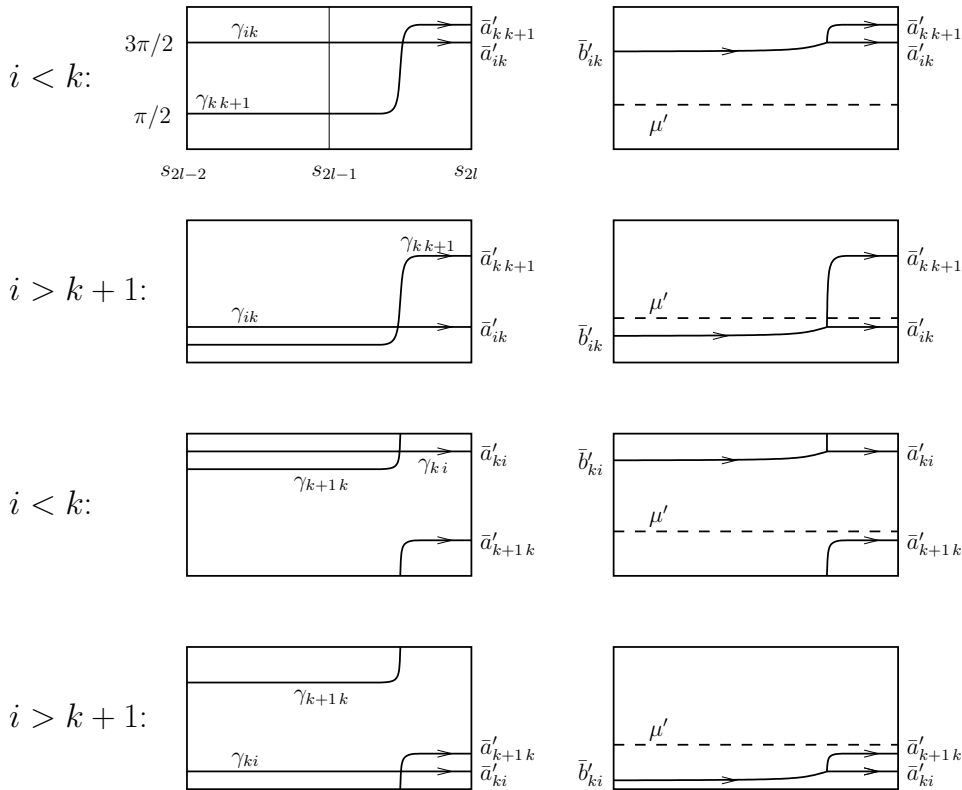 i < k:
3π/2
π/2
γ_{ik}
γ_{k k+1}
ā′_{k k+1}
ā′_{ik}
s_{2l-2} s_{2l-1} s_{2l}
b̄′_{ik}
μ′
ā′_{k k+1}
ā′_{ik}
i > k + 1:
γ_{k k+1}
γ_{ik}
ā′_{k k+1}
ā′_{ik}
μ′
b̄′_{ik}
ā′_{k k+1}
ā′_{ik}
i < k:
γ_{k+1 k}
γ_{k i}
ā′_{ki}
ā′_{k+1 k}
b̄′_{ki}
μ′
ā′_{ki}
ā′_{k+1 k}
i > k + 1:
γ_{k+1 k}
γ_{ki}
ā′_{k+1 k}
ā′_{ki}
μ′
b̄′_{ki}
ā′_{k+1 k}
ā′_{ki}